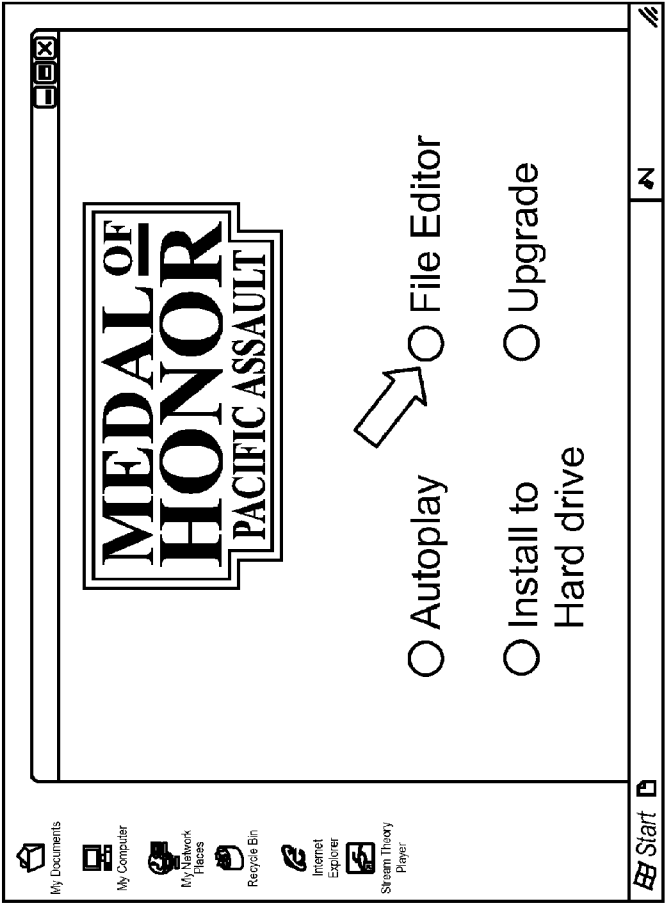 My Documents
My Computer
My Network
Places
Recycle Bin
Internet
Explorer
Stream Theory
Player
MEDAL OF
HONOR
PACIFIC ASSAULT
Autoplay
File Editor
Install to
Hard drive
Upgrade
Start